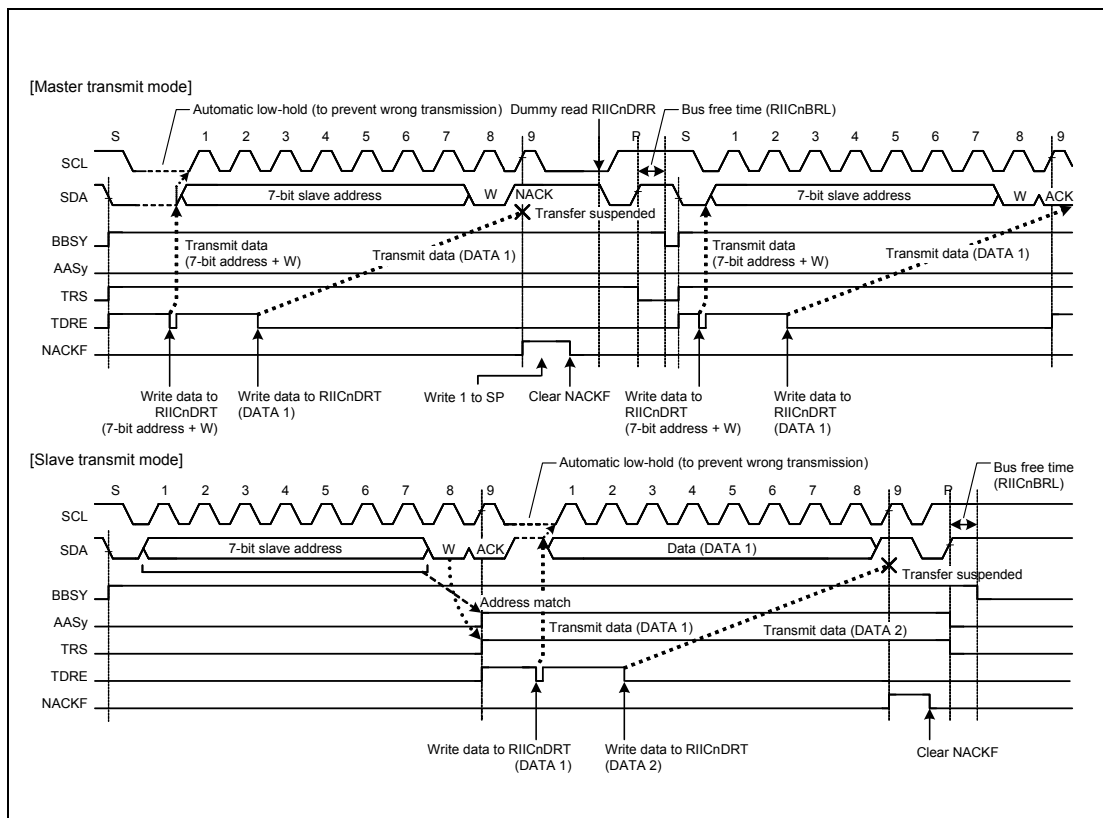 [Master transmit mode]
Automatic low-hold (to prevent wrong transmission) Dummy read RIICnDRR Bus free time (RIICnBRL)
S 1 2 3 4 5 6 7 8 9 P S 1 2 3 4 5 6 7 8 9
SCL
SDA 7-bit slave address W NACK 7-bit slave address W ACK
Transfer suspended
BBSY
Transmit data
(7-bit address + W)
Transmit data (DATA 1)
Transmit data
(7-bit address + W)
Transmit data (DATA 1)
AASy
TRS
TDRE
NACKF
Write data to
RIICnDRT
(7-bit address + W)
Write data to RIICnDRT
(DATA 1)
Write 1 to SP
Clear NACKF
Write data to
RIICnDRT
(7-bit address + W)
Write data to
RIICnDRT
(DATA 1)
[Slave transmit mode]
Automatic low-hold (to prevent wrong transmission)
Bus free time
(RIICnBRL)
S 1 2 3 4 5 6 7 8 9 1 2 3 4 5 6 7 8 9 P
SCL
SDA 7-bit slave address W ACK Data (DATA 1)
Transfer suspended
BBSY
Address match
AASy
Transmit data (DATA 1) Transmit data (DATA 2)
TRS
TDRE
NACKF
Write data to RIICnDRT
(DATA 1)
Write data to RIICnDRT
(DATA 2)
Clear NACKF